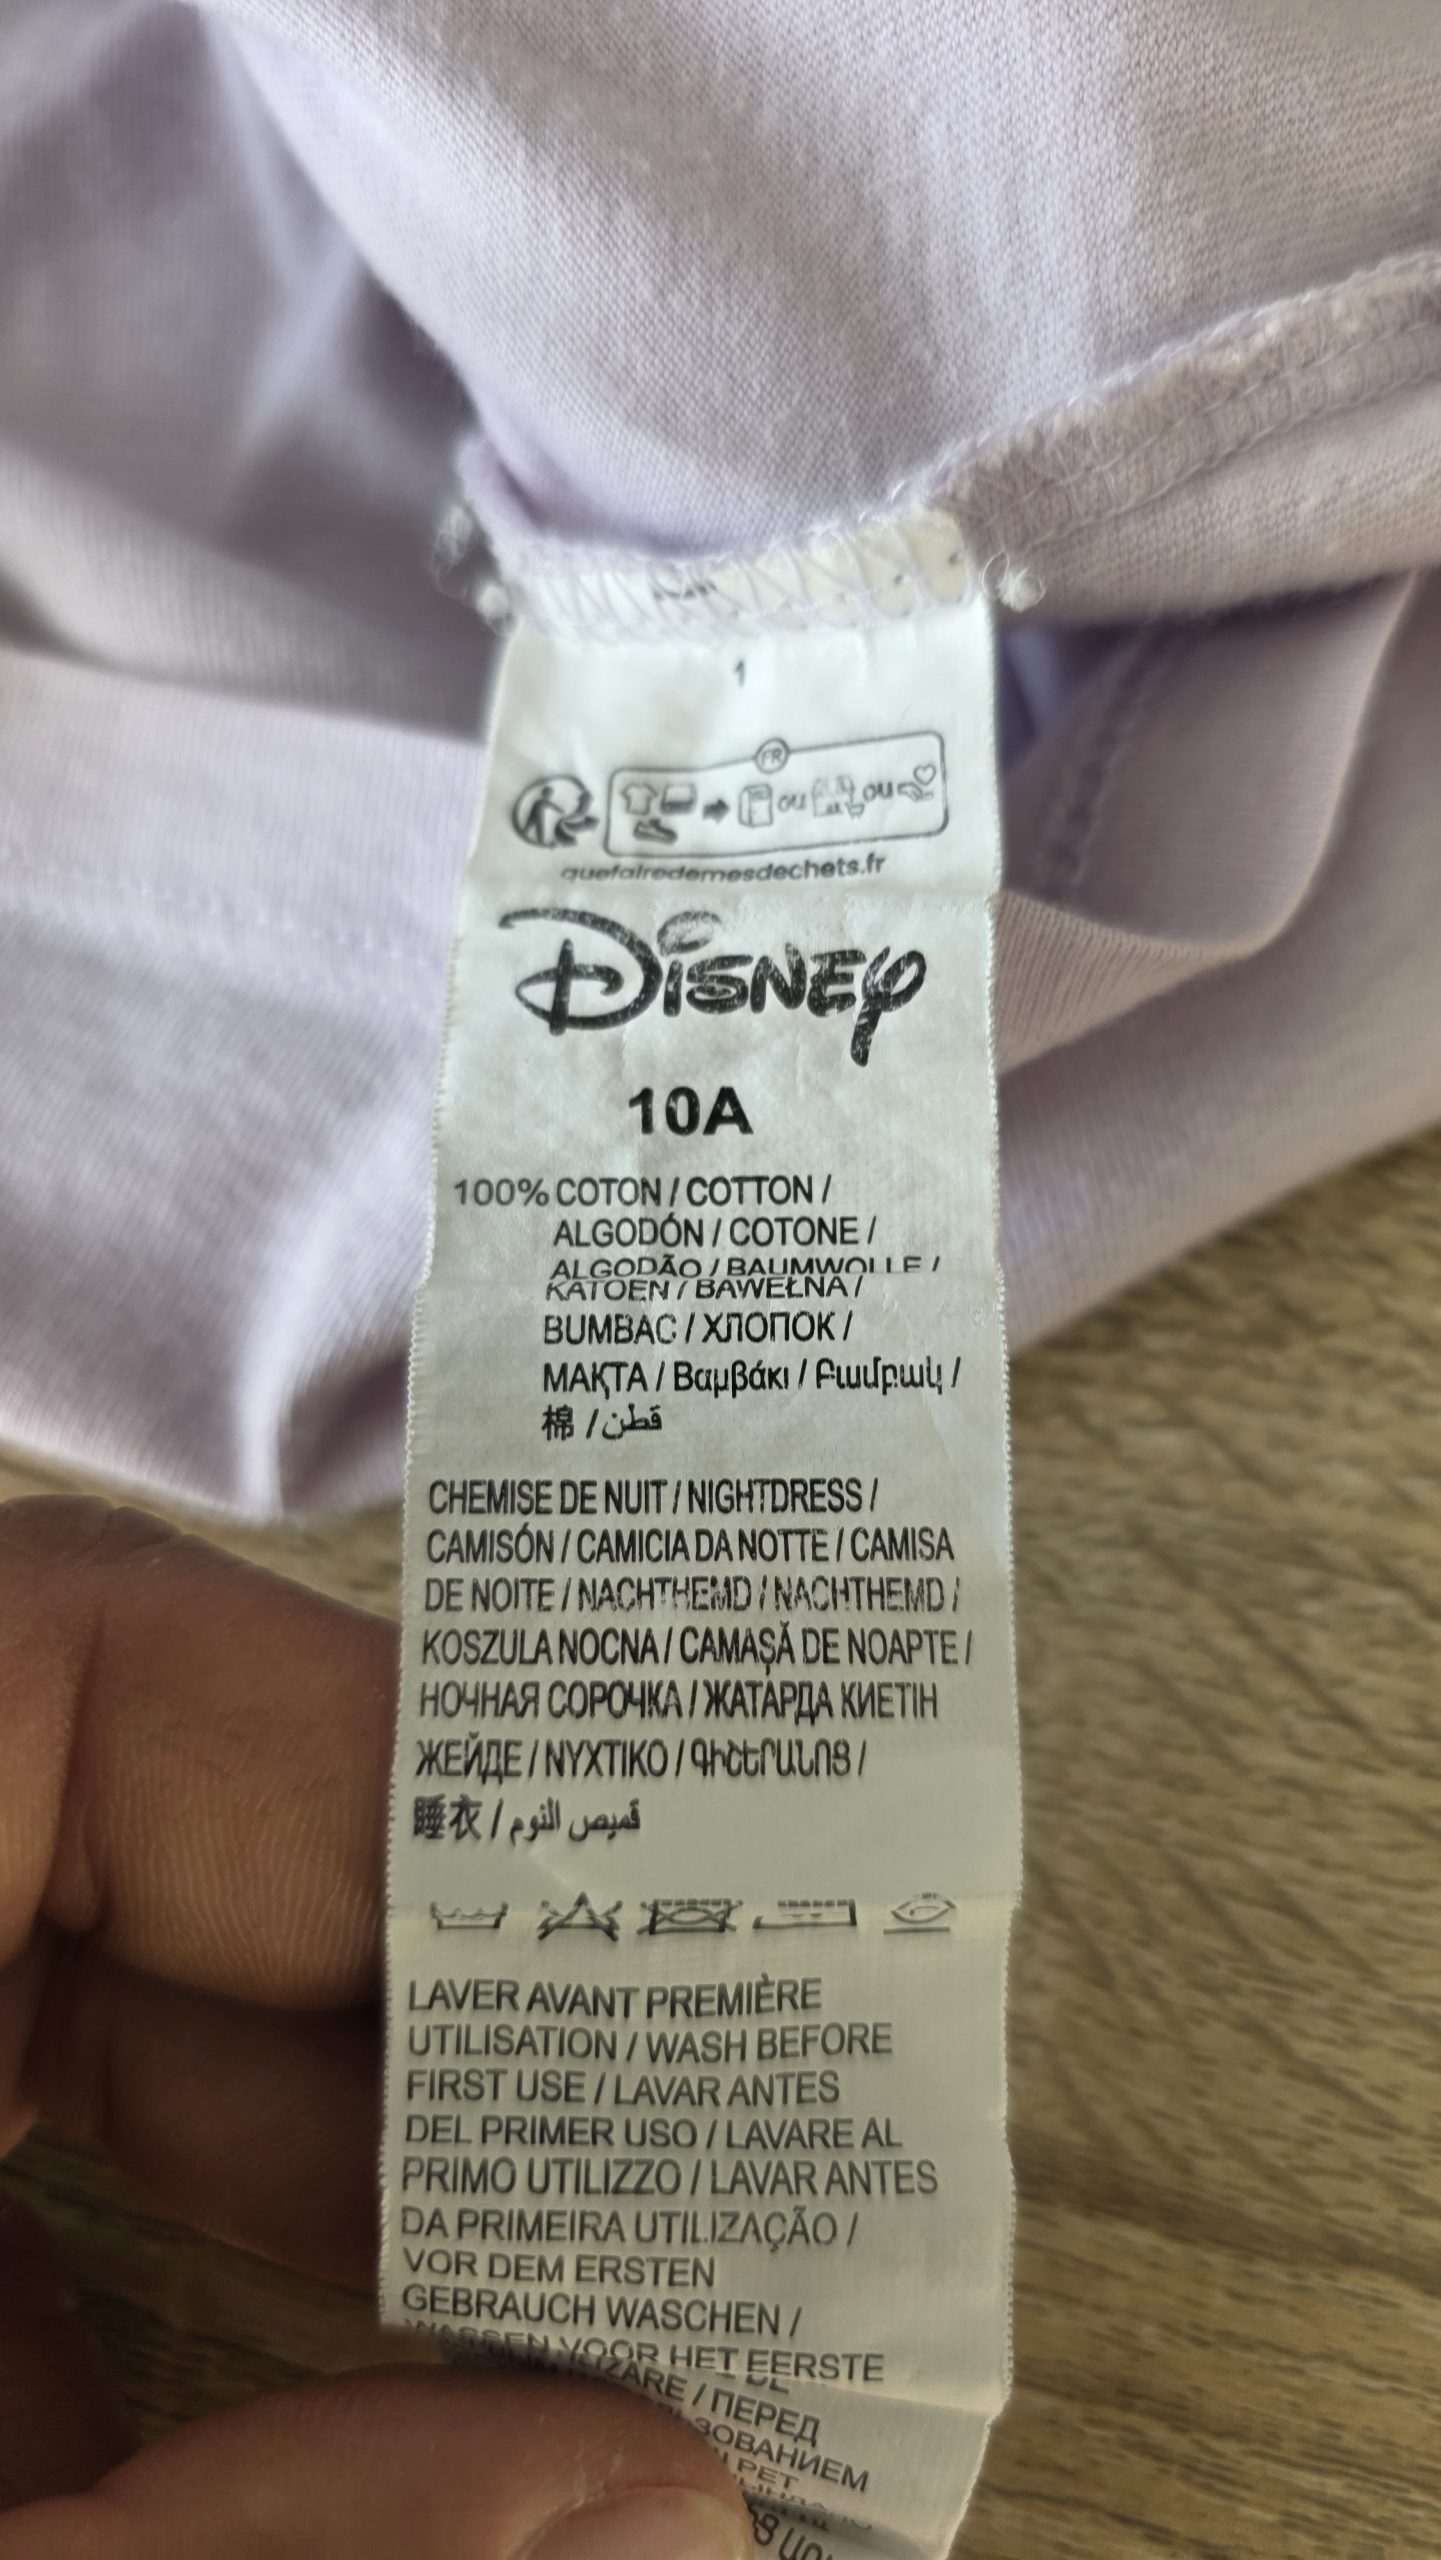 1
FR
ou ou
quefairedemesdechets.fr
Disney
10A
100% COTON / COTTON /
ALGODÓN / COTONE /
ALGODÃO / BAUMWOLLE /
KATOEN / BAWEŁNA /
BUMBAC / ХЛОПОК /
МАҚТА / Βαμβάκι / Բամբակ /
棉 / قطن
CHEMISE DE NUIT / NIGHTDRESS /
CAMISÓN / CAMICIA DA NOTTE / CAMISA
DE NOITE / NACHTHEMD / NACHTHEMD /
KOSZULA NOCNA / CAMAȘĂ DE NOAPTE /
НОЧНАЯ СОРОЧКА / ЖАТАРДА КИЕТІН
ЖЕЙДЕ / ΝΥΧΤΙΚΟ / ԳԻՇԵՐԱՆՈՑ /
睡衣 / قميص النوم
LAVER AVANT PREMIÈRE
UTILISATION / WASH BEFORE
FIRST USE / LAVAR ANTES
DEL PRIMER USO / LAVARE AL
PRIMO UTILIZZO / LAVAR ANTES
DA PRIMEIRA UTILIZAÇÃO /
VOR DEM ERSTEN
GEBRAUCH WASCHEN /
WASSEN VOOR HET EERSTE
/ ПЕРЕД